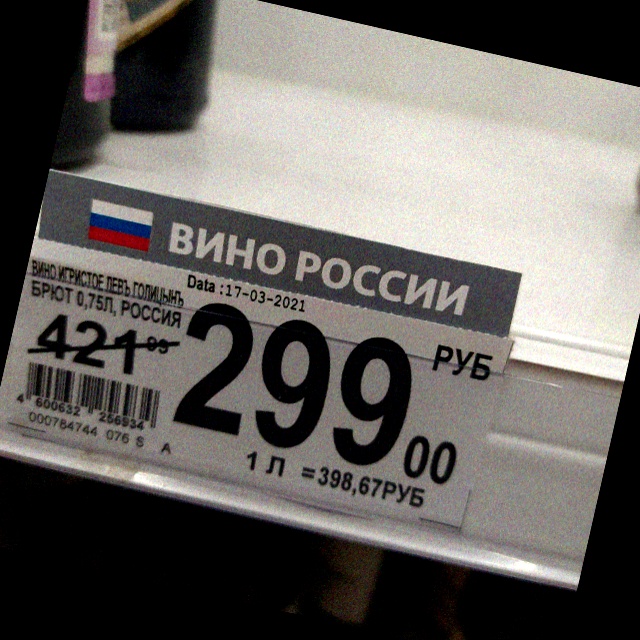 ВИНО РОССИИ
ВИНО ИГРИСТОЕ ЛЕВЪ ГОЛИЦЫНЪ
БРЮТ 0,75Л, РОССИЯ
Data :17-03-2021
421
299 00
РУБ
1 Л =398,67РУБ
4 600632 256934
000784744 076 S A